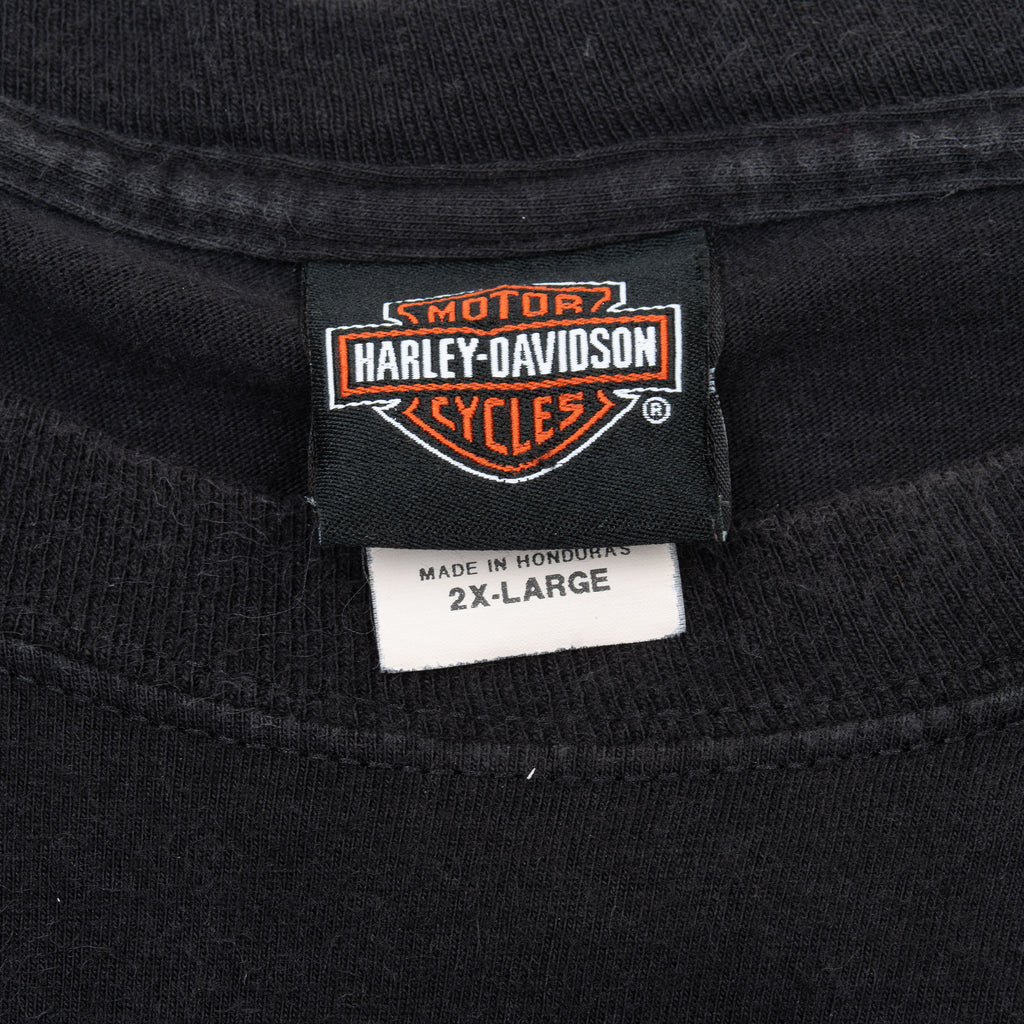 MOTOR
HARLEY-DAVIDSON
CYCLES
®
MADE IN HONDURAS
2X-LARGE